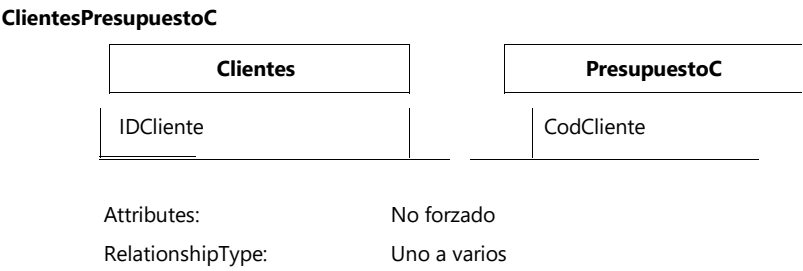 ClientesPresupuestoC
Clientes PresupuestoC
IDCliente CodCliente
Attributes: No forzado
RelationshipType: Uno a varios